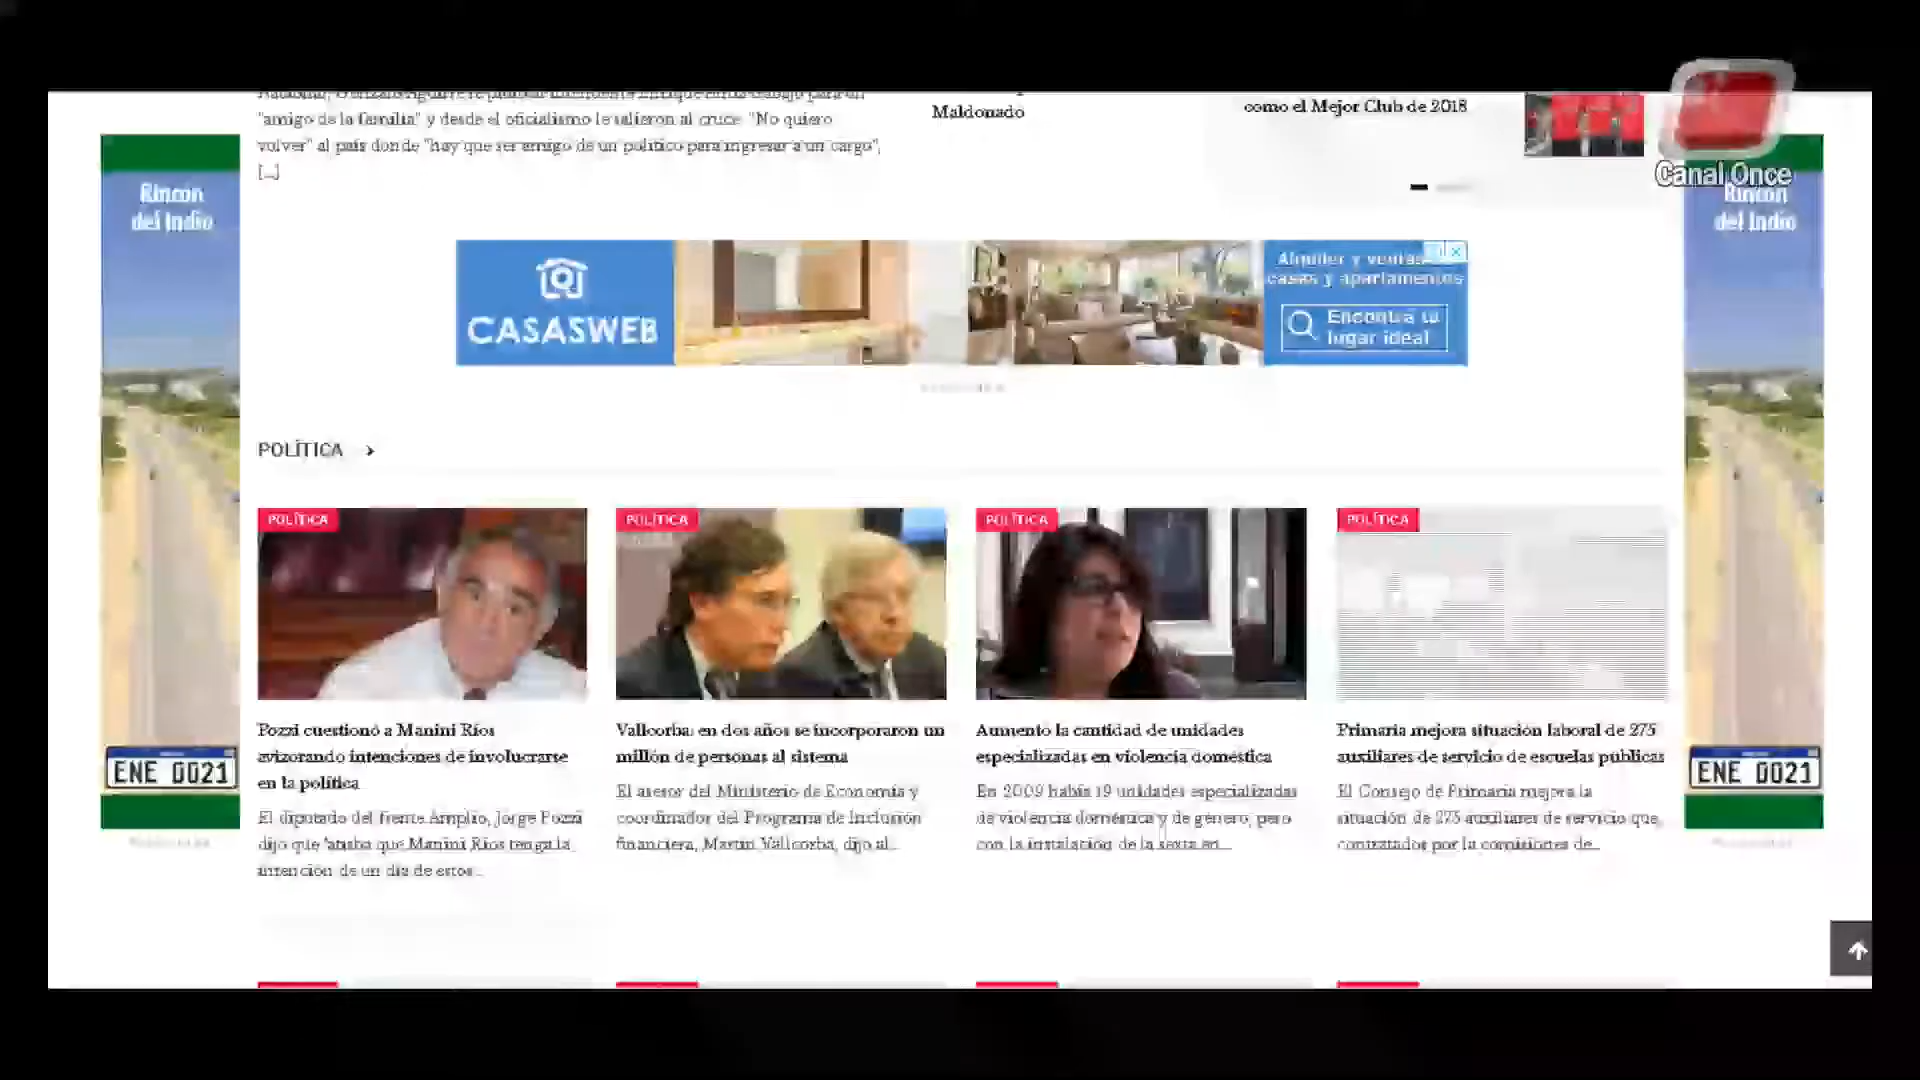 "amigo de la familia" y desde el oficialismo le salieron al cruce. "No quiero
volver" al país donde "hay que ser amigo de un político para ingresar a un cargo",
[...]
Maldonado
como el Mejor Club de 2018
Canal Once
Rincón
del Indio
Rincón
del Indio
CASASWEB
Alquiler y ventas
casas y apartamentos
Encontrá tu
lugar ideal
POLÍTICA
POLÍTICA
Pozzi cuestionó a Manini Ríos
avizorando intenciones de involucrarse
en la política
El diputado del frente Amplio, Jorge Pozzi
dijo que "atisba que Manini Ríos tenga la
intención de un día de estos...
POLÍTICA
Vallcorba: en dos años se incorporaron un
millón de personas al sistema
El asesor del Ministerio de Economía y
coordinador del Programa de Inclusión
financiera, Martín Vallcorba, dijo al...
POLÍTICA
Aumento la cantidad de unidades
especializadas en violencia doméstica
En 2009 había 19 unidades especializadas
de violencia doméstica y de género, pero
con la instalación de la sexta en...
POLÍTICA
Primaria mejora situación laboral de 275
auxiliares de servicio de escuelas públicas
El Consejo de Primaria mejora la
situación de 275 auxiliares de servicio que,
contratados por la comisiones de...
ENE 0021
ENE 0021